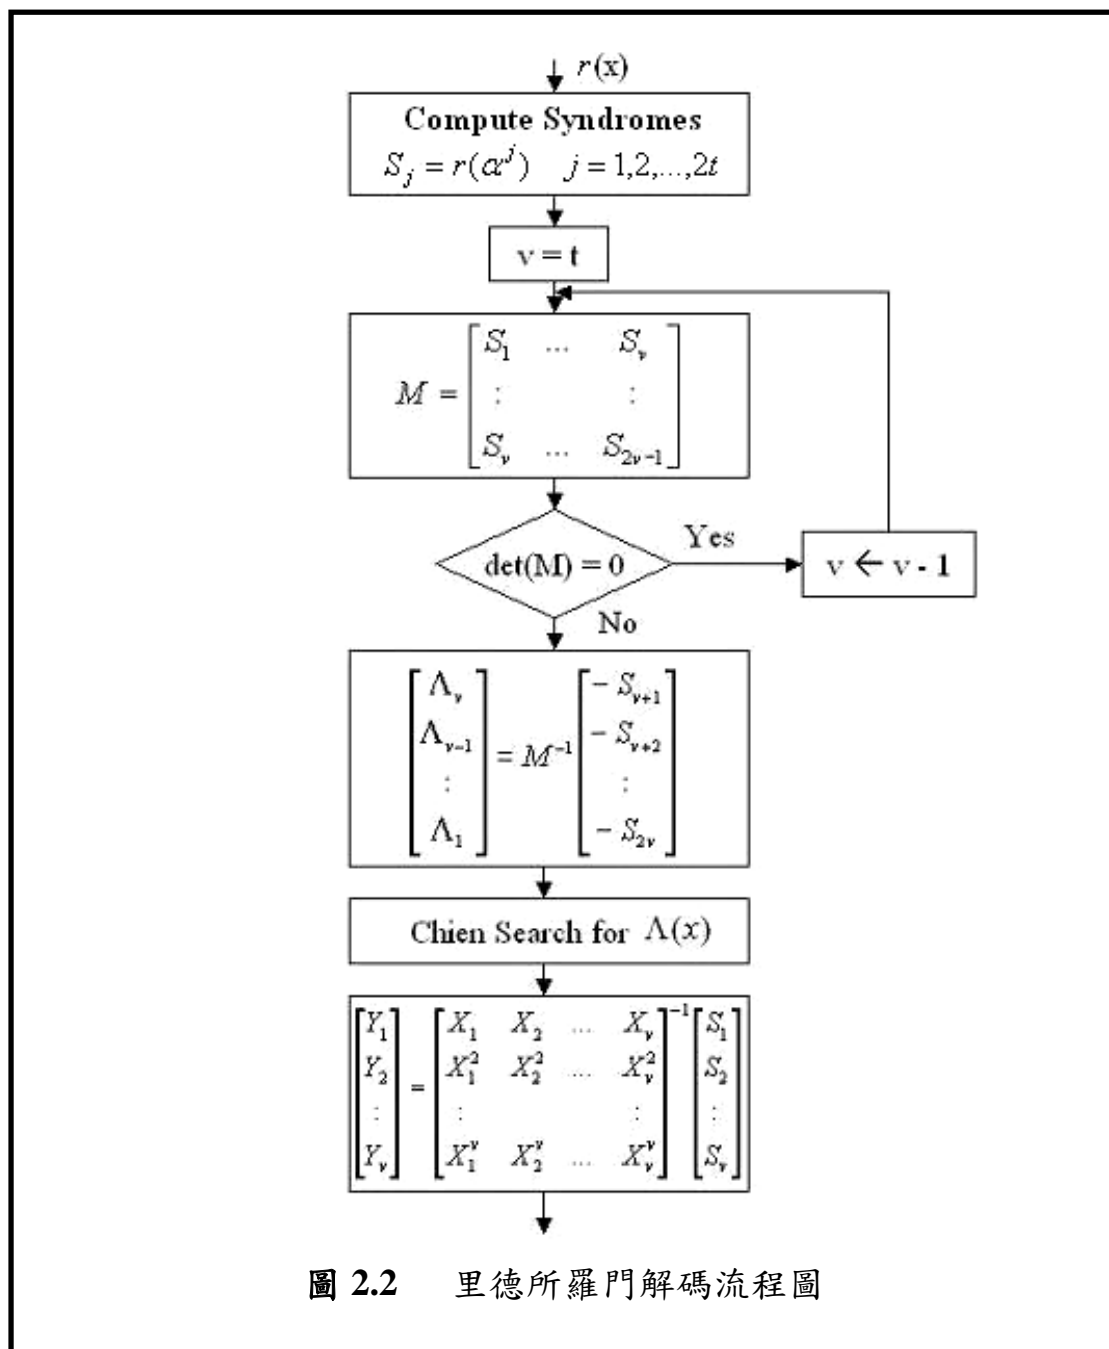 r(x)
Compute Syndromes
S_j = r(α^j) j = 1,2,...,2t
v = t
M = [S_1 ... S_v
: :
S_v ... S_{2v-1}]
det(M) = 0
Yes
v ← v - 1
No
[Λ_v
Λ_{v-1}
:
Λ_1] = M^{-1} [- S_{v+1}
- S_{v+2}
:
- S_{2v}]
Chien Search for Λ(x)
[Y_1
Y_2
:
Y_v] = [X_1 X_2 ... X_v
X_1^2 X_2^2 ... X_v^2
: :
X_1^v X_2^v ... X_v^v]^{-1} [S_1
S_2
:
S_v]
圖 2.2 里德所羅門解碼流程圖